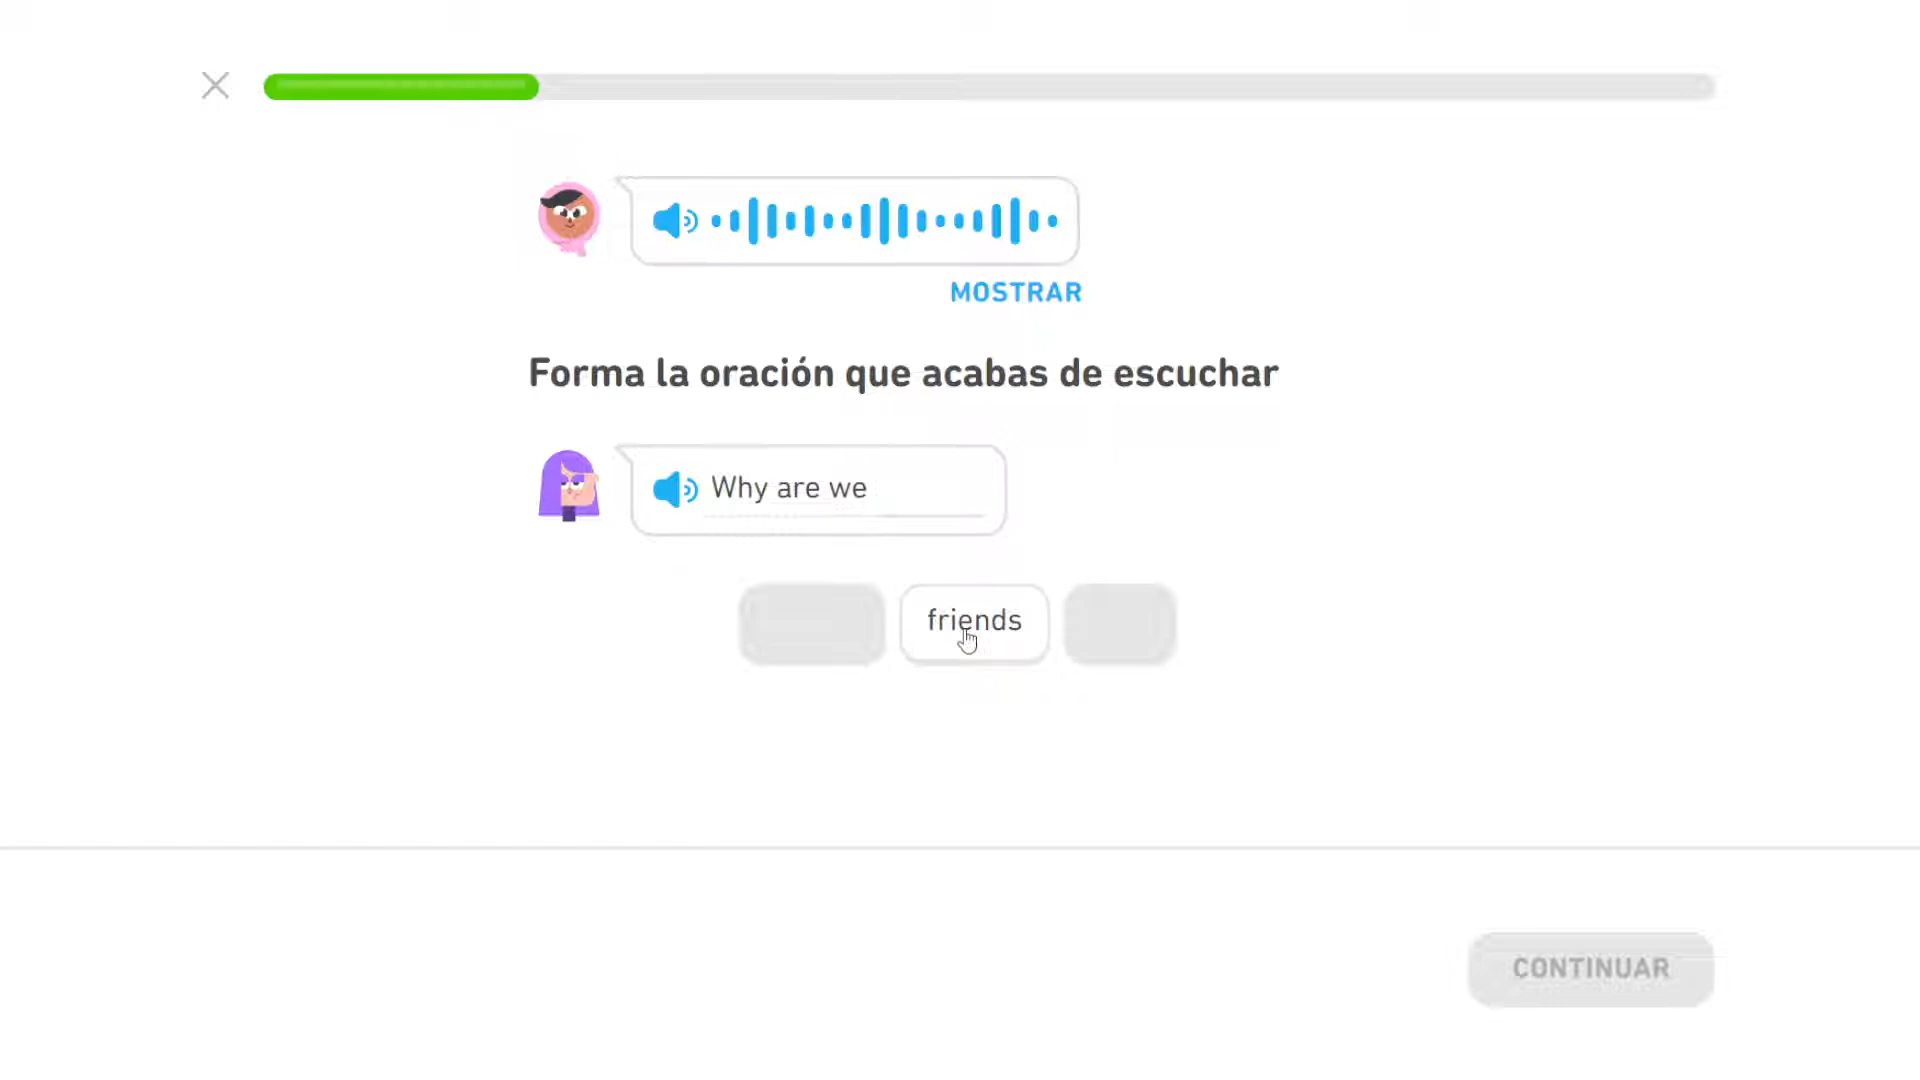 MOSTRAR
Forma la oración que acabas de escuchar
Why are we
friends
CONTINUAR